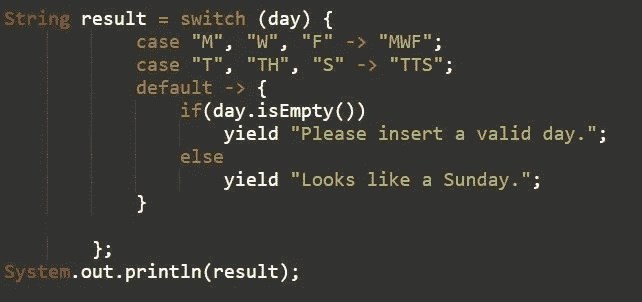 String result = switch (day) {
case "M", "W", "F" -> "MWF";
case "T", "TH", "S" -> "TTS";
default -> {
if(day.isEmpty())
yield "Please insert a valid day.";
else
yield "Looks like a Sunday.";
}
};
System.out.println(result);